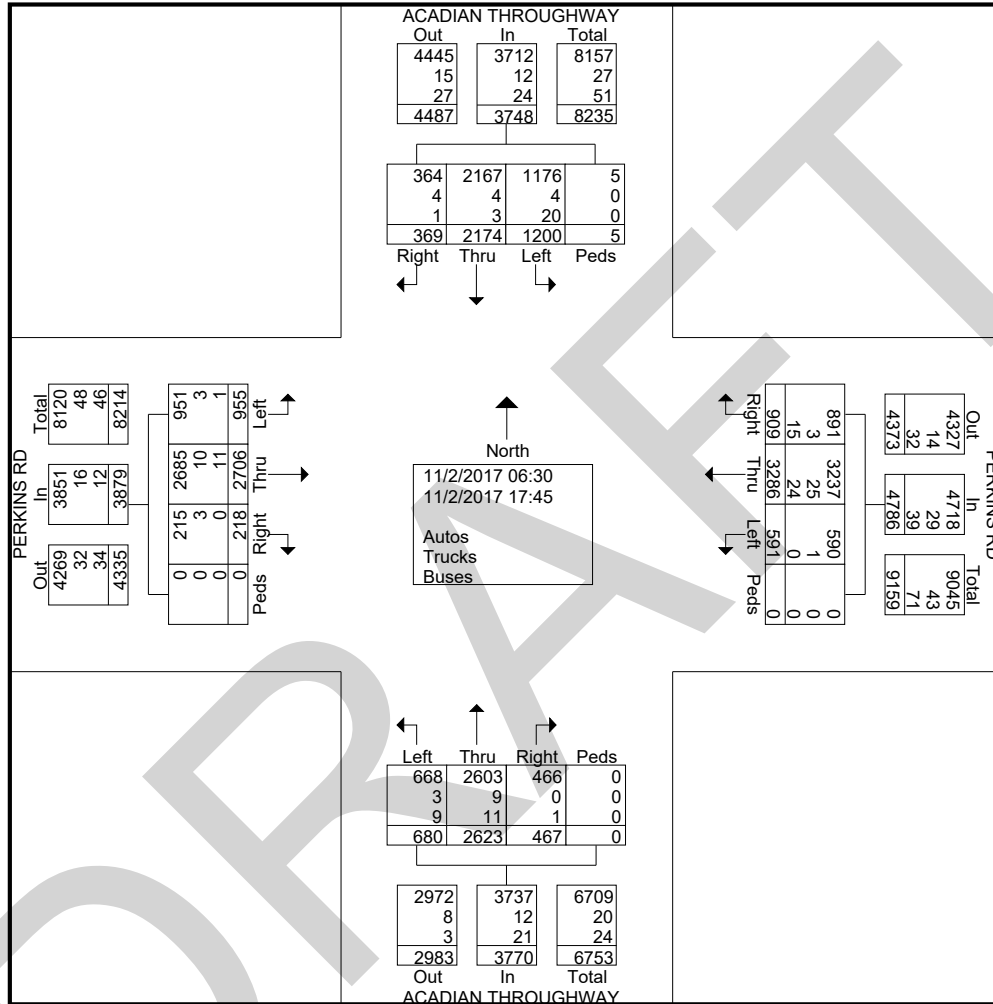 ACADIAN THROUGHWAY
Out In Total
4445 3712 8157
15 12 27
27 24 51
4487 3748 8235
364 2167 1176 5
4 4 4 0
1 3 20 0
369 2174 1200 5
Right Thru Left Peds
PERKINS RD
Total In Out
8120 3851 4269
48 16 32
46 12 34
8214 3879 4335
951 2685 215 0
3 10 3 0
1 11 0 0
955 2706 218 0
Left Thru Right Peds
North
11/2/2017 06:30
11/2/2017 17:45
Autos
Trucks
Buses
Right Thru Left Peds
909 3286 591 0
15 24 0 0
3 25 1 0
891 3237 590 0
Out In Total
4327 4718 9045
14 29 43
32 39 71
4373 4786 9159
PERKINS RD
Left Thru Right Peds
668 2603 466 0
3 9 0 0
9 11 1 0
680 2623 467 0
2972 3737 6709
8 12 20
3 21 24
2983 3770 6753
Out In Total
ACADIAN THROUGHWAY
DRAFT